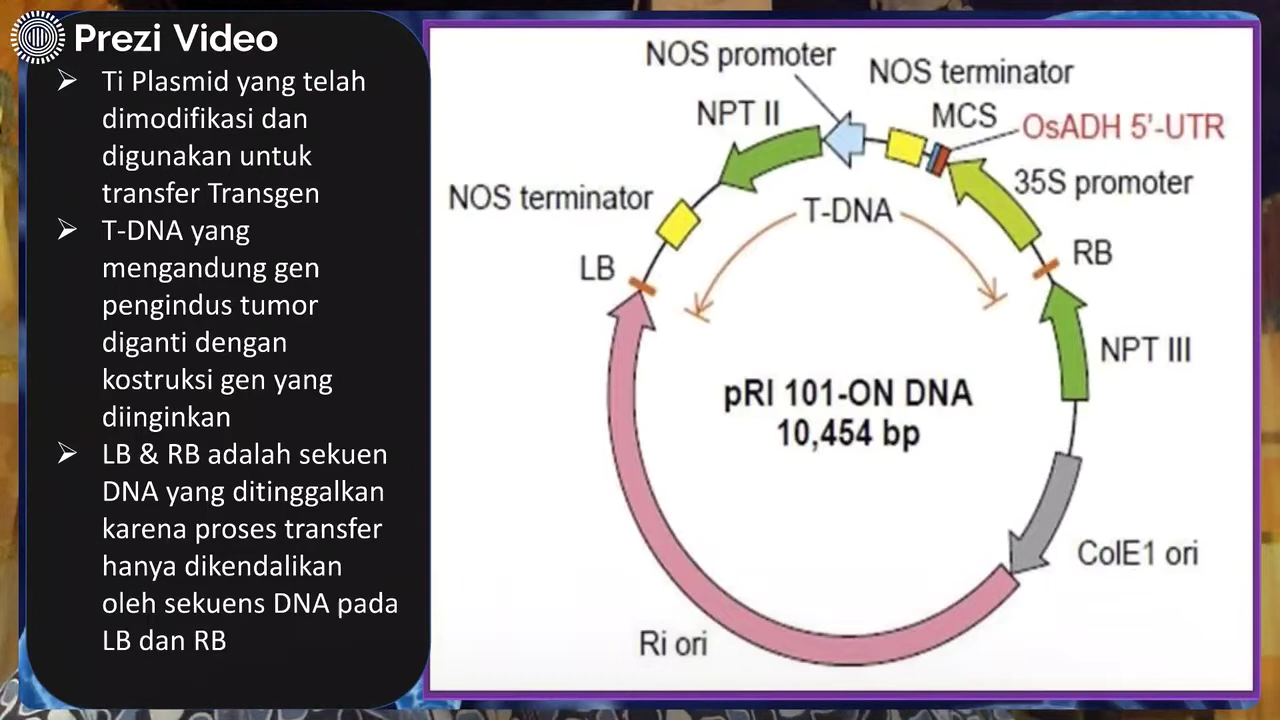 Prezi Video
➢ Ti Plasmid yang telah
dimodifikasi dan
digunakan untuk
transfer Transgen
➢ T-DNA yang
mengandung gen
pengindus tumor
diganti dengan
kostruksi gen yang
diinginkan
➢ LB & RB adalah sekuen
DNA yang ditinggalkan
karena proses transfer
hanya dikendalikan
oleh sekuens DNA pada
LB dan RB
NOS promoter
NOS terminator
NPT II
MCS
OsADH 5'-UTR
35S promoter
NOS terminator
T-DNA
LB
RB
NPT III
pRI 101-ON DNA
10,454 bp
ColE1 ori
Ri ori